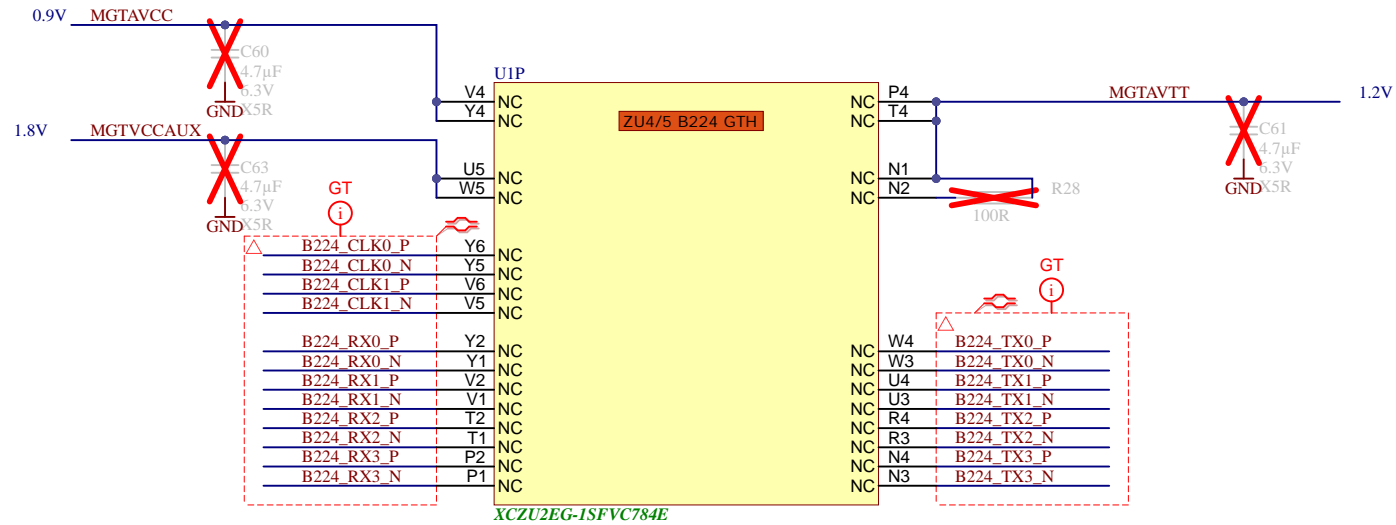 0.9V MGTAVCC
C60
4.7µF
6.3V
X5R
GND
1.8V MGTVCCAUX
C63
4.7µF
6.3V
X5R
GND
GT
i
U1P
ZU4/5 B224 GTH
V4 NC
Y4 NC
U5 NC
W5 NC
B224_CLK0_P Y6 NC
B224_CLK0_N Y5 NC
B224_CLK1_P V6 NC
B224_CLK1_N V5 NC
B224_RX0_P Y2 NC
B224_RX0_N Y1 NC
B224_RX1_P V2 NC
B224_RX1_N V1 NC
B224_RX2_P T2 NC
B224_RX2_N T1 NC
B224_RX3_P P2 NC
B224_RX3_N P1 NC
NC P4 MGTAVTT 1.2V
NC T4
NC N1
NC N2
R28
100R
C61
4.7µF
6.3V
X5R
GND
GT
i
NC W4 B224_TX0_P
NC W3 B224_TX0_N
NC U4 B224_TX1_P
NC U3 B224_TX1_N
NC R4 B224_TX2_P
NC R3 B224_TX2_N
NC N4 B224_TX3_P
NC N3 B224_TX3_N
XCZU2EG-1SFVC784E